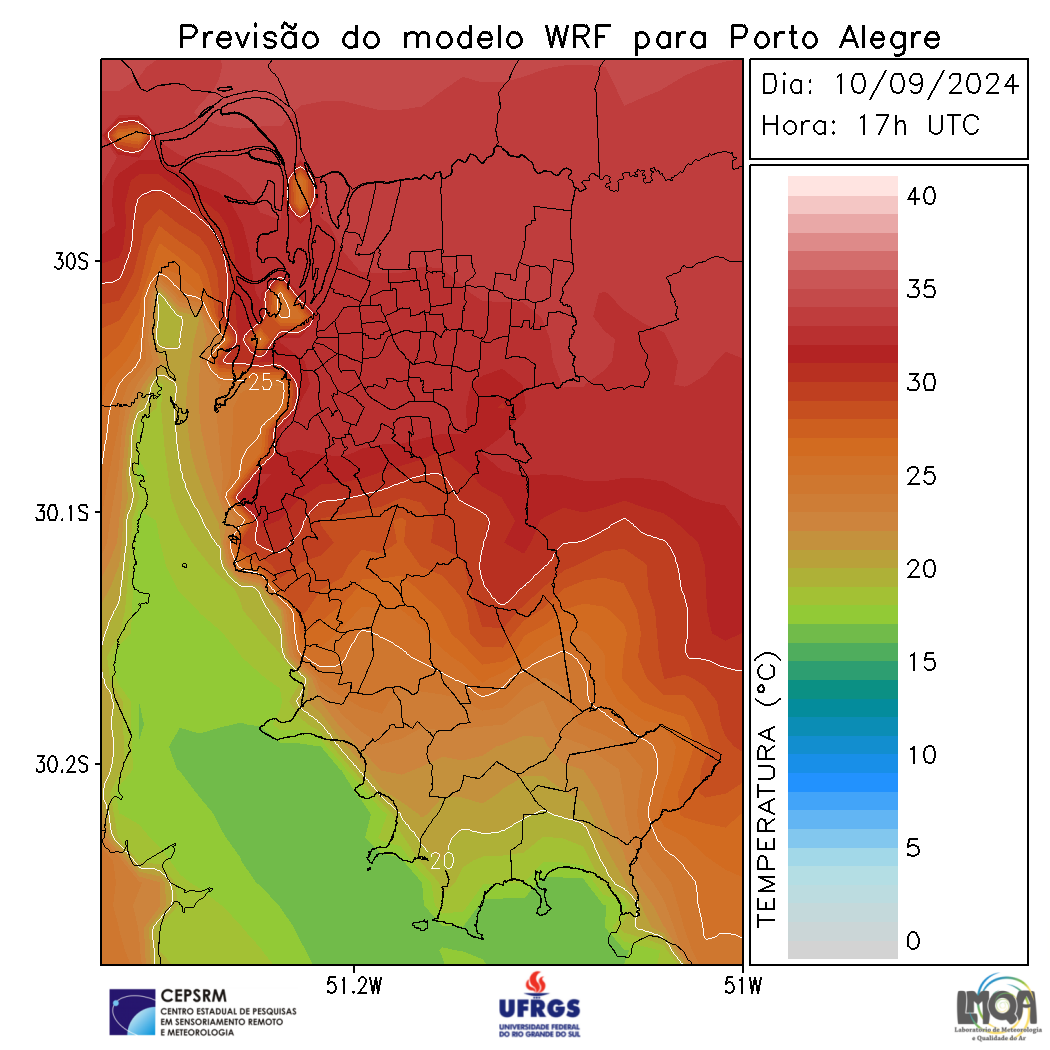 Previsão do modelo WRF para Porto Alegre
Dia: 10/09/2024
Hora: 17h UTC
40
35
30
25
20
15
10
5
0
TEMPERATURA (°C)
30S
30.1S
30.2S
25
20
51.2W
51W
CEPSRM
CENTRO ESTADUAL DE PESQUISAS
EM SENSORIAMENTO REMOTO
E METEOROLOGIA
UFRGS
UNIVERSIDADE FEDERAL
DO RIO GRANDE DO SUL
LMQA
Laboratório de Meteorologia
e Qualidade do Ar